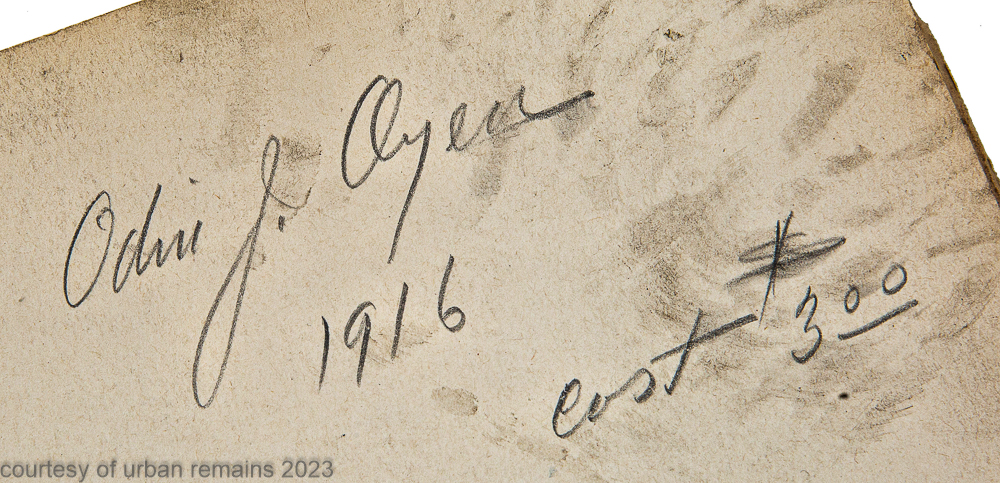 Odin J. Oyen
1916
cost $3.00
courtesy of urban remains 2023